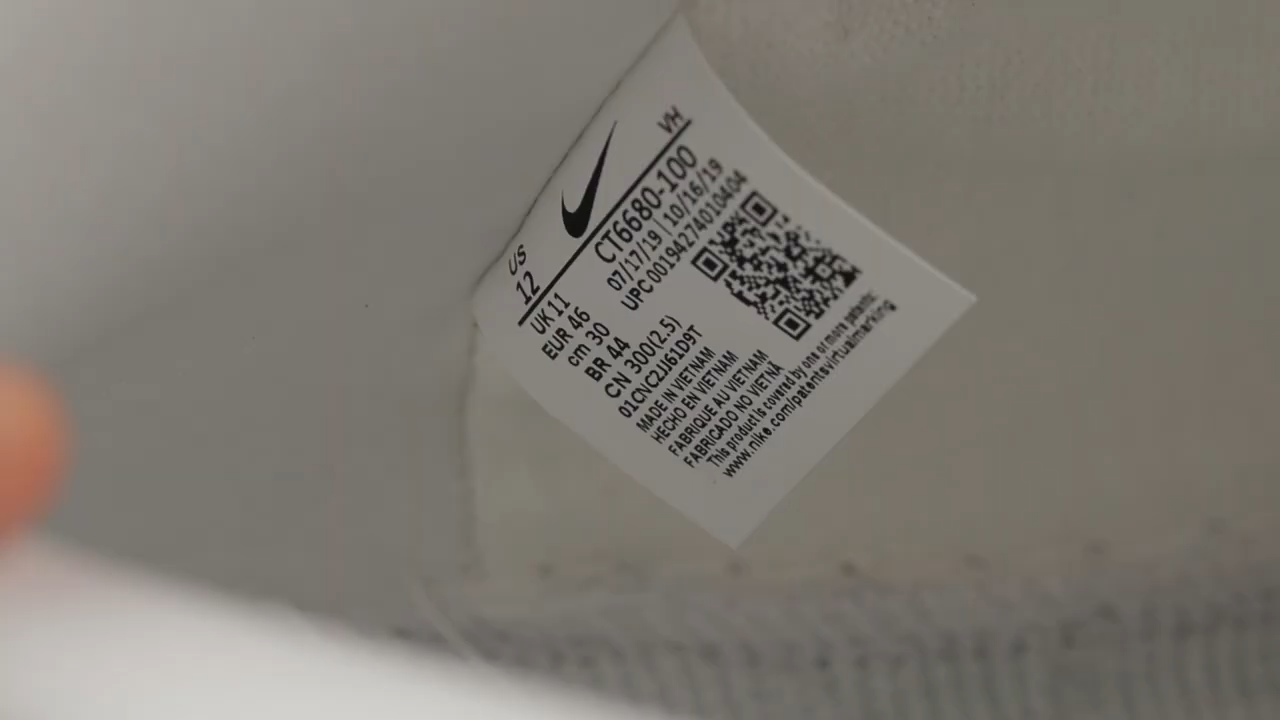 VH
US
12
CT6680-100
07/17/19 | 10/16/19
UPC 00194274010404
UK 11
EUR 46
cm 30
BR 44
CN 300(2.5)
01CNC2JJ61D9T
MADE IN VIETNAM
HECHO EN VIETNAM
FABRIQUE AU VIETNAM
FABRICADO NO VIETNÃ
This product is covered by one or more patents:
www.nike.com/patentsvirtualmarking